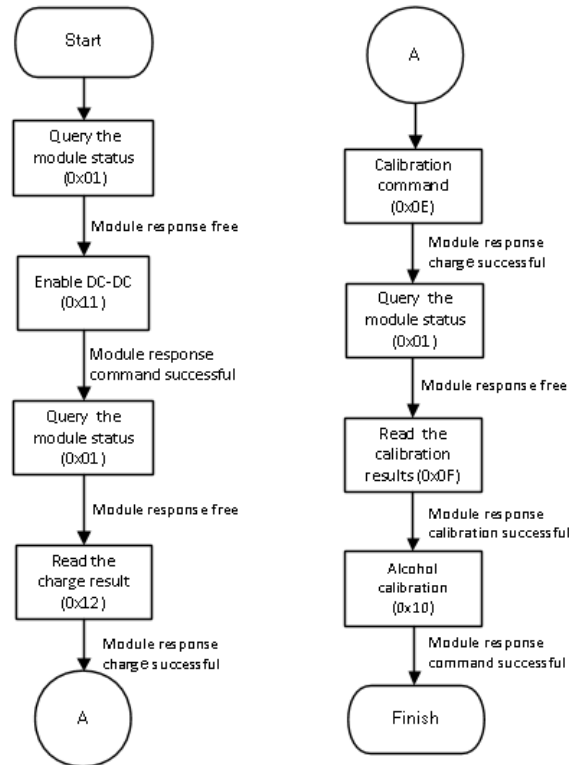 Start
Query the
module status
(0x01)
Module response free
Enable DC-DC
(0x11)
Module response
command successful
Query the
module status
(0x01)
Module response free
Read the
charge result
(0x12)
Module response
charge successful
A
A
Calibration
command
(0x0E)
Module response
charge successful
Query the
module status
(0x01)
Module response free
Read the
calibration
results (0x0F)
Module response
calibration successful
Alcohol
calibration
(0x10)
Module response
command successful
Finish